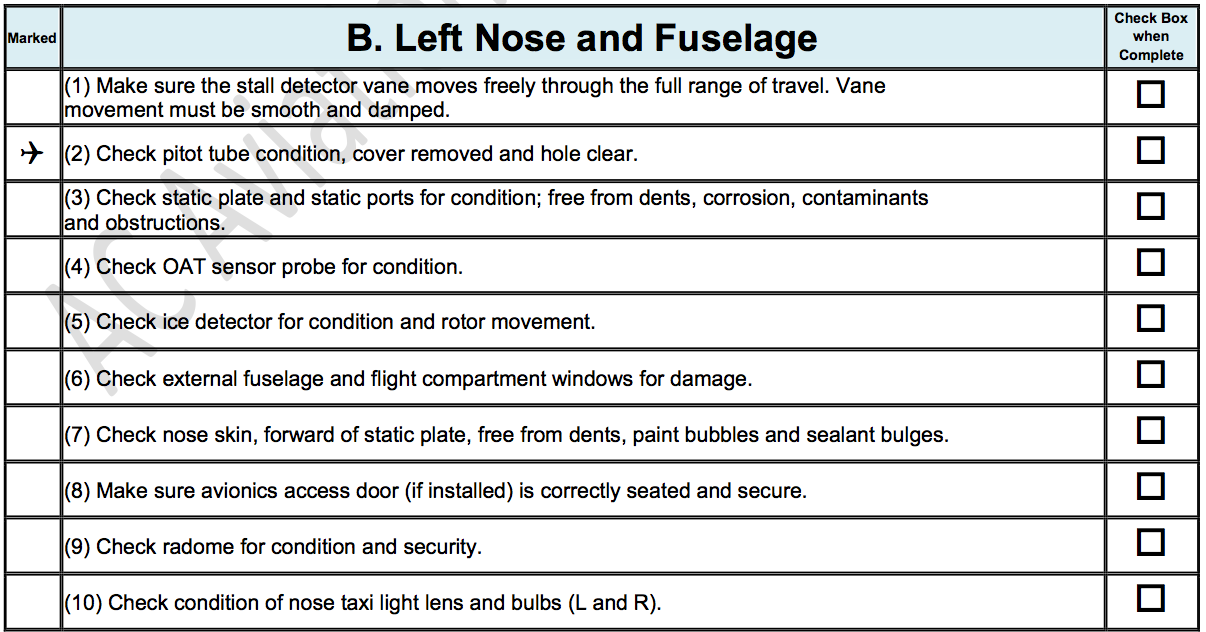 Marked
B. Left Nose and Fuselage
Check Box
when
Complete
(1) Make sure the stall detector vane moves freely through the full range of travel. Vane
movement must be smooth and damped.
(2) Check pitot tube condition, cover removed and hole clear.
(3) Check static plate and static ports for condition; free from dents, corrosion, contaminants
and obstructions.
(4) Check OAT sensor probe for condition.
(5) Check ice detector for condition and rotor movement.
(6) Check external fuselage and flight compartment windows for damage.
(7) Check nose skin, forward of static plate, free from dents, paint bubbles and sealant bulges.
(8) Make sure avionics access door (if installed) is correctly seated and secure.
(9) Check radome for condition and security.
(10) Check condition of nose taxi light lens and bulbs (L and R).
AC